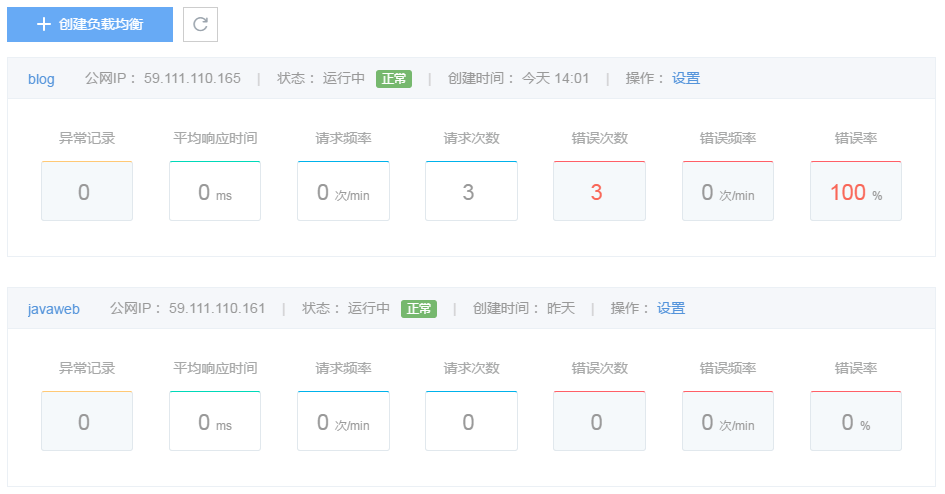 + 创建负载均衡
blog 公网IP： 59.111.110.165 | 状态： 运行中 正常 | 创建时间： 今天 14:01 | 操作： 设置
异常记录 平均响应时间 请求频率 请求次数 错误次数 错误频率 错误率
0 0 ms 0 次/min 3 3 0 次/min 100 %
javaweb 公网IP： 59.111.110.161 | 状态： 运行中 正常 | 创建时间： 昨天 | 操作： 设置
异常记录 平均响应时间 请求频率 请求次数 错误次数 错误频率 错误率
0 0 ms 0 次/min 0 0 0 次/min 0 %